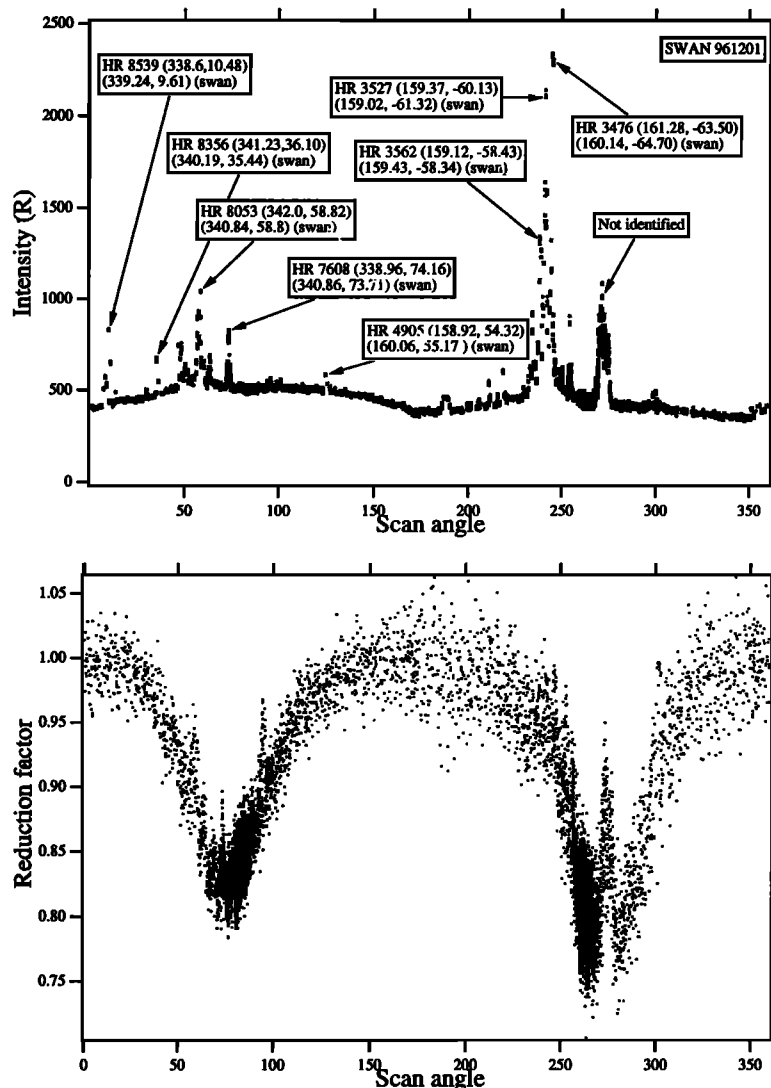 2500
2000
1500
1000
500
0
Intensity (R)
SWAN 961201
HR 8539 (338.6,10.48)
(339.24, 9.61) (swan)
HR 3527 (159.37, -60.13)
(159.02, -61.32) (swan)
HR 3476 (161.28, -63.50)
(160.14, -64.70) (swan)
HR 8356 (341.23,36.10)
(340.19, 35.44) (swan)
HR 3562 (159.12, -58.43)
(159.43, -58.34) (swan)
HR 8053 (342.0, 58.82)
(340.84, 58.8) (swan)
Not identified
HR 7608 (338.96, 74.16)
(340.86, 73.71) (swan)
HR 4905 (158.92, 54.32)
(160.06, 55.17) (swan)
50 100 150 200 250 300 350
Scan angle
1.05
1.00
0.95
0.90
0.85
0.80
0.75
Reduction factor
0 50 100 150 200 250 300 350
Scan angle